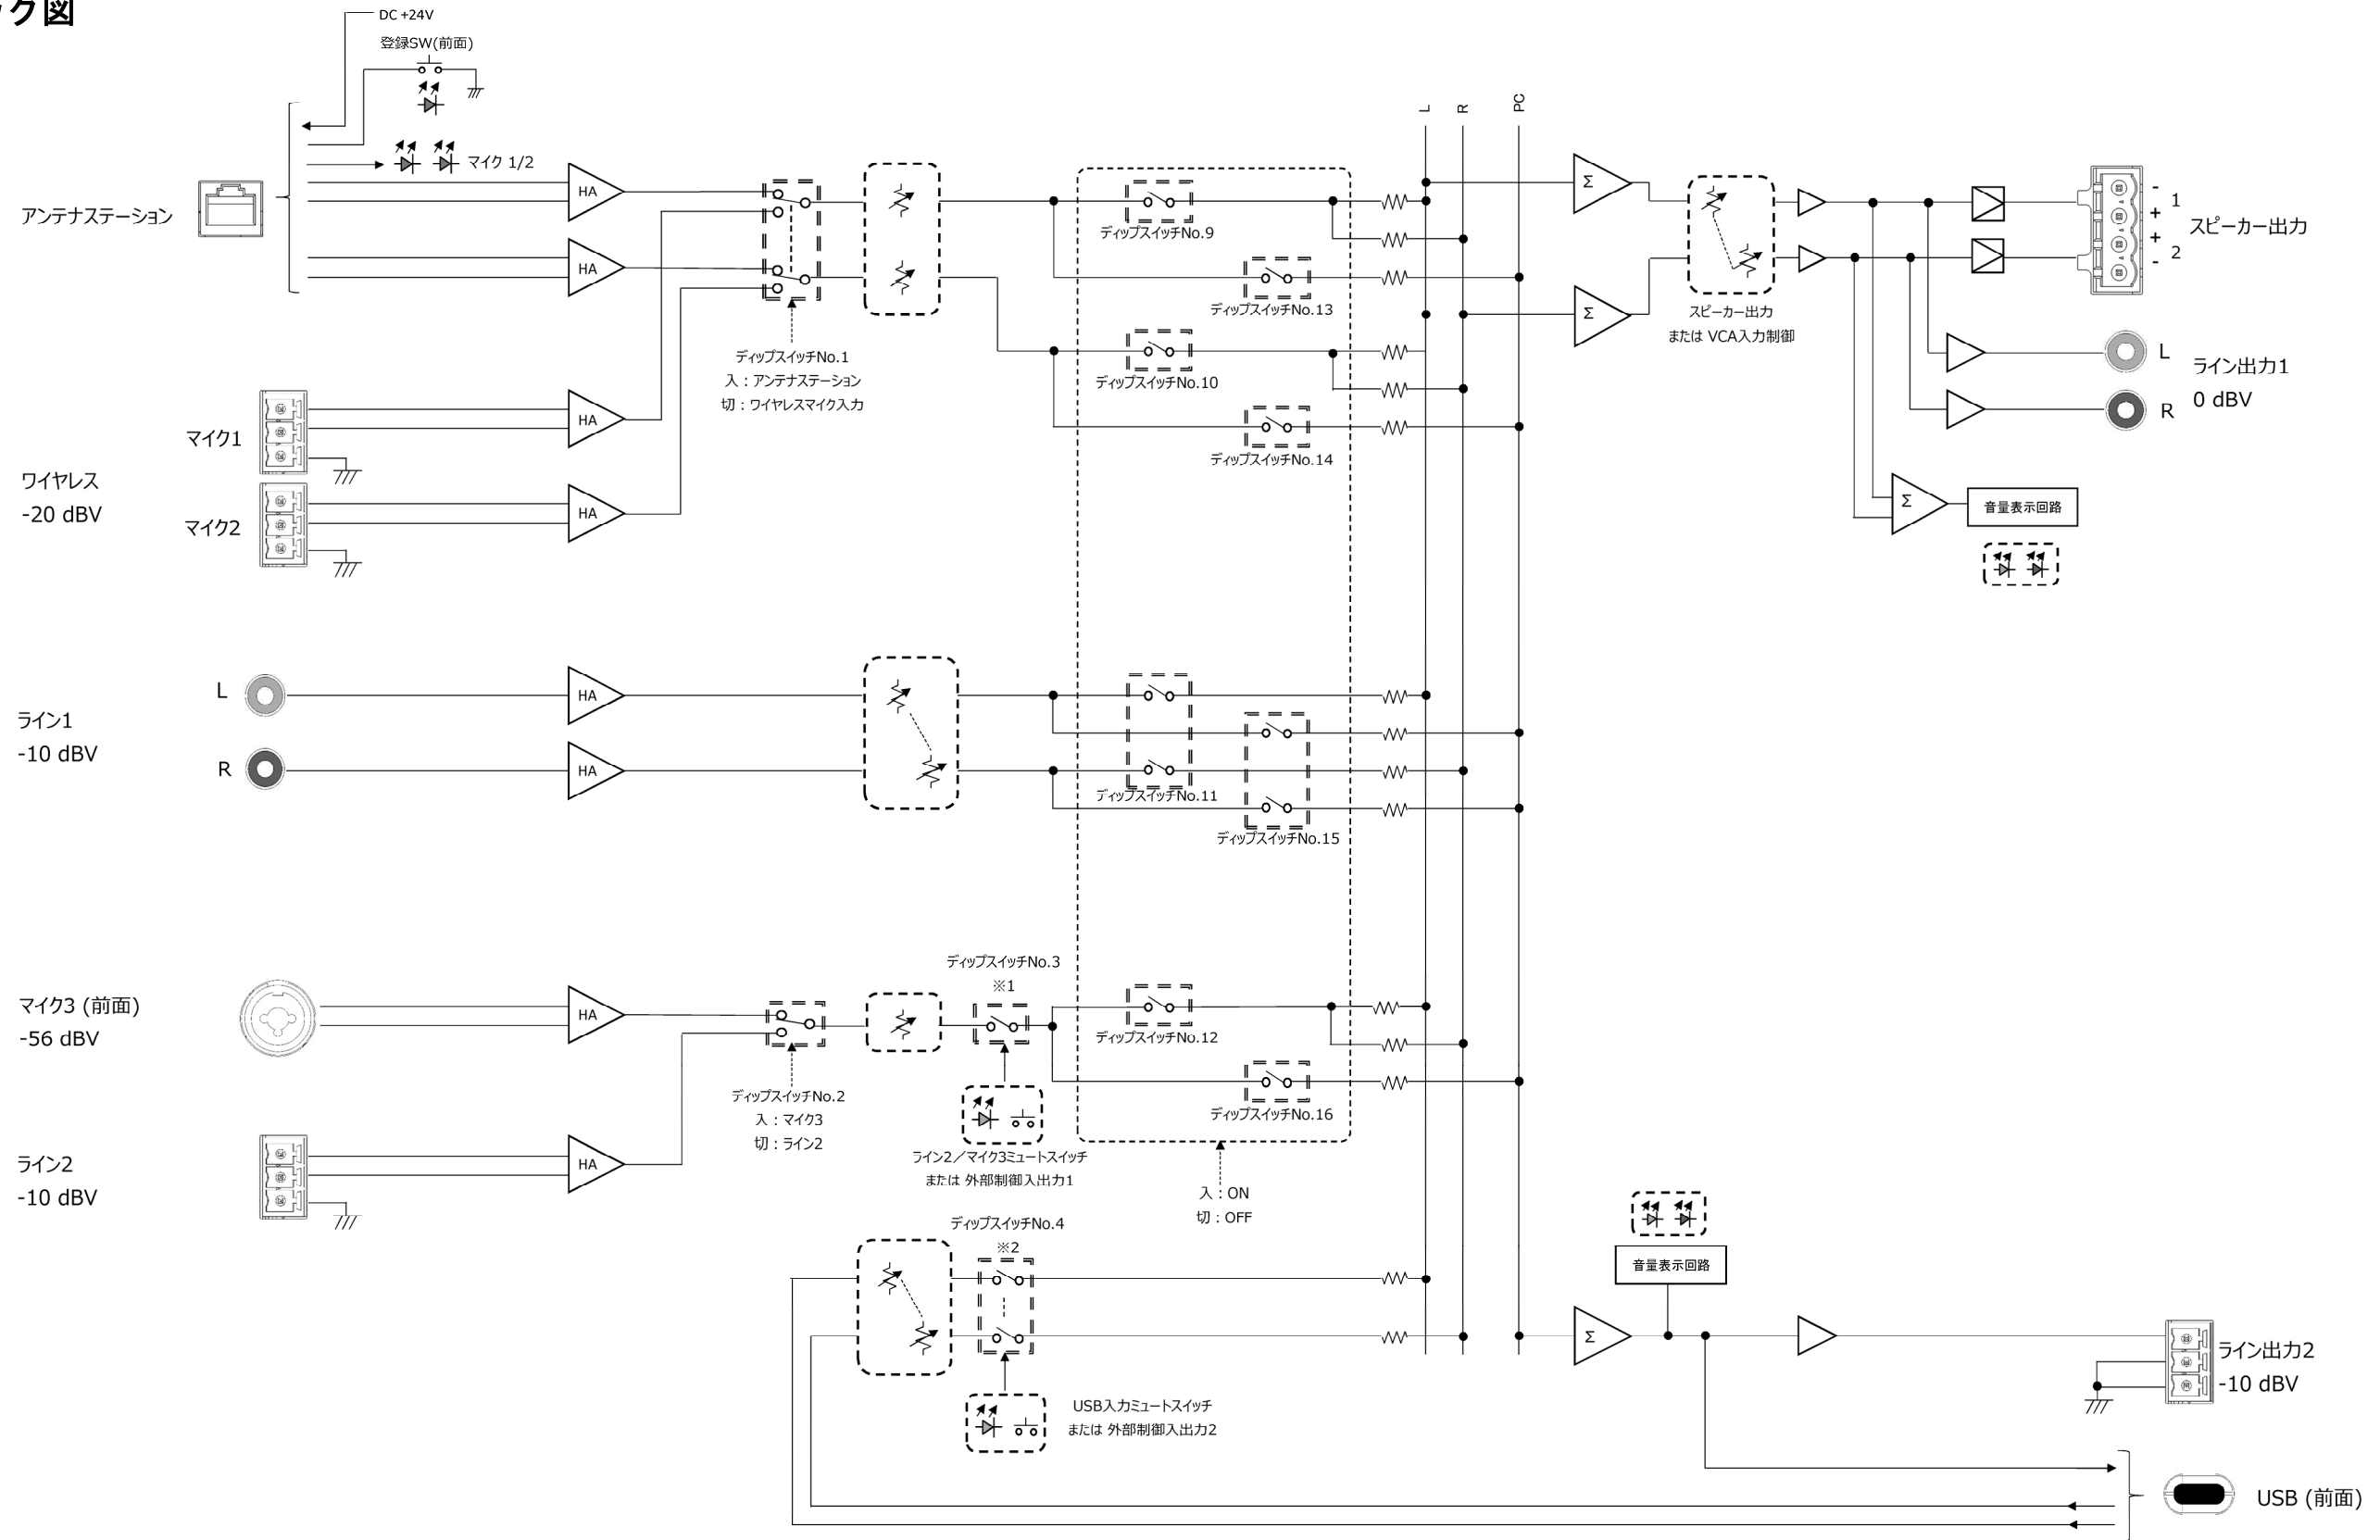 ク図
DC +24V
登録SW(前面)
マイク 1/2
HA
HA
アンテナステーション
ディップスイッチNo.1
入：アンテナステーション
切：ワイヤレスマイク入力
ワイヤレス
-20 dBV
マイク1
HA
マイク2
HA
ディップスイッチNo.9
ディップスイッチNo.13
ディップスイッチNo.10
ディップスイッチNo.14
L
R
PC
Σ
Σ
スピーカー出力
または VCA入力制御
-
1
+
+
2
-
スピーカー出力
L
R
ライン出力1
0 dBV
Σ
音量表示回路
ライン1
-10 dBV
L
HA
R
HA
ディップスイッチNo.11
ディップスイッチNo.15
マイク3 (前面)
-56 dBV
HA
ディップスイッチNo.2
入：マイク3
切：ライン2
ディップスイッチNo.3
※1
ライン2／マイク3ミュートスイッチ
または 外部制御入出力1
ディップスイッチNo.12
ディップスイッチNo.16
入：ON
切：OFF
ライン2
-10 dBV
HA
ディップスイッチNo.4
※2
USB入力ミュートスイッチ
または 外部制御入出力2
音量表示回路
Σ
ライン出力2
-10 dBV
USB (前面)